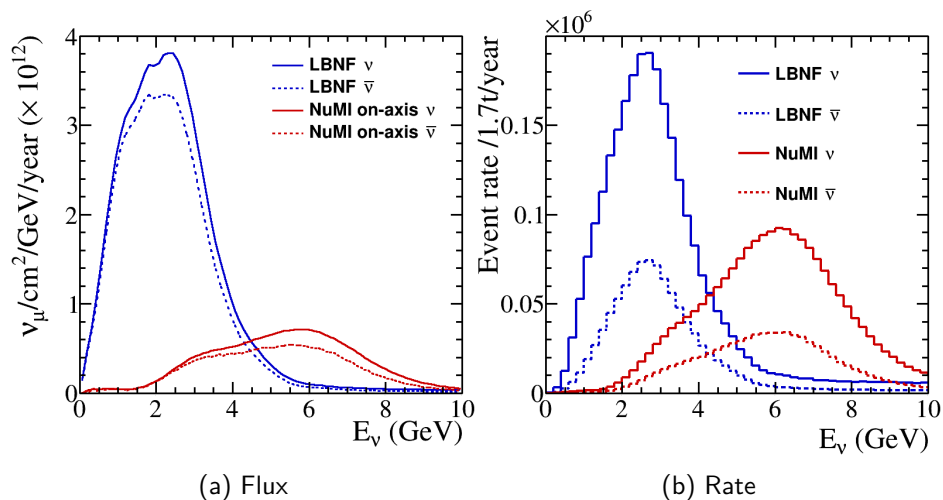 ν_μ/cm²/GeV/year (× 10¹²)
4
3
2
1
0
0 2 4 6 8 10
E_ν (GeV)
LBNF ν
LBNF ν̅
NuMI on-axis ν
NuMI on-axis ν̅
(a) Flux
×10⁶
Event rate /1.7t/year
0.15
0.1
0.05
0
0 2 4 6 8 10
E_ν (GeV)
LBNF ν
LBNF ν̅
NuMI ν
NuMI ν̅
(b) Rate